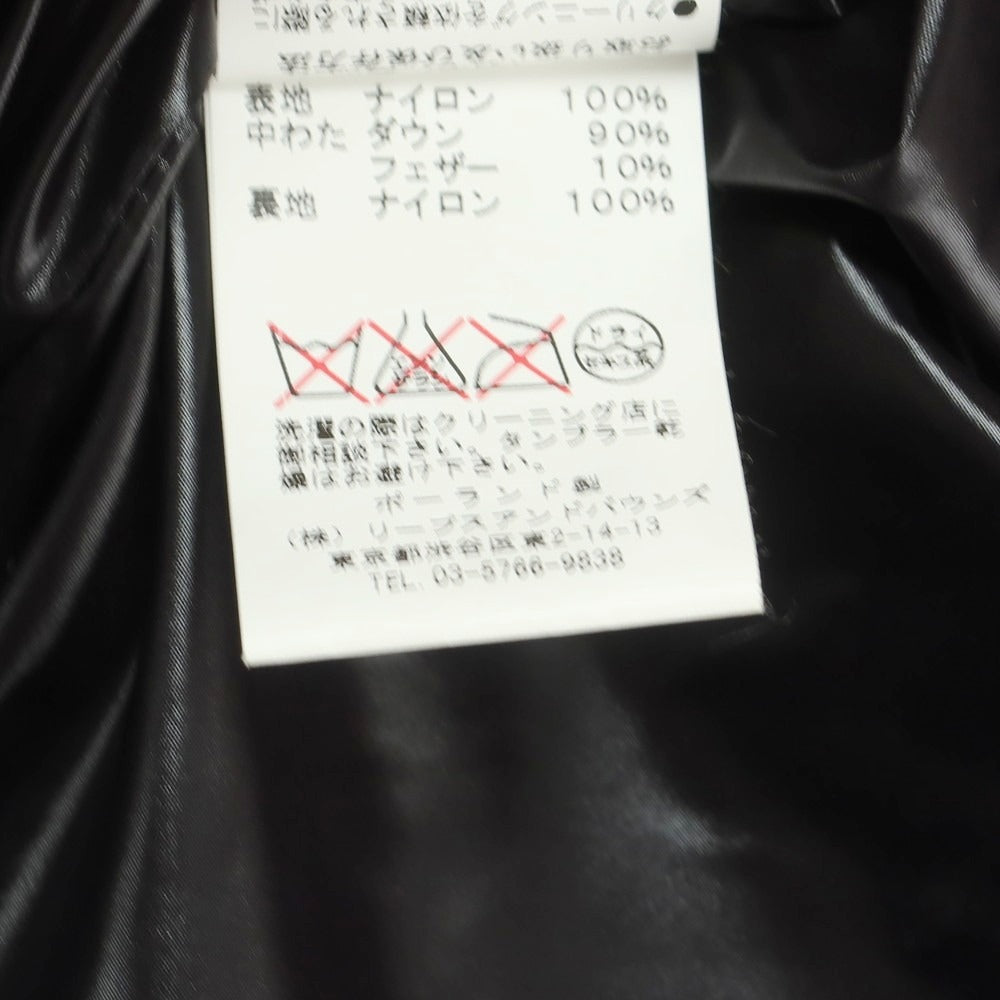 表地 ナイロン 100%
中わた ダウン 90%
フェザー 10%
裏地 ナイロン 100%
洗濯の際はクリーニング店に
御相談下さい。タンブラー乾
燥はお避け下さい。
ポーランド製
(株) リーブスアンドバウンズ
東京都渋谷区東2-14-13
TEL. 03-5766-9838